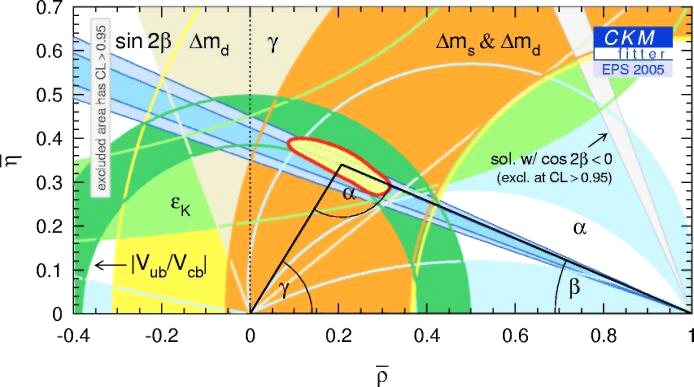 0.7
0.6
0.5
0.4
0.3
0.2
0.1
0
-0.4
-0.2
0
0.2
0.4
0.6
0.8
1
η̅
ρ̅
excluded area has CL > 0.95
sin 2β
Δm_d
γ
Δm_s & Δm_d
CKM
fitter
EPS 2005
sol. w/ cos 2β < 0
(excl. at CL > 0.95)
ε_K
α
α
|V_ub/V_cb|
γ
β